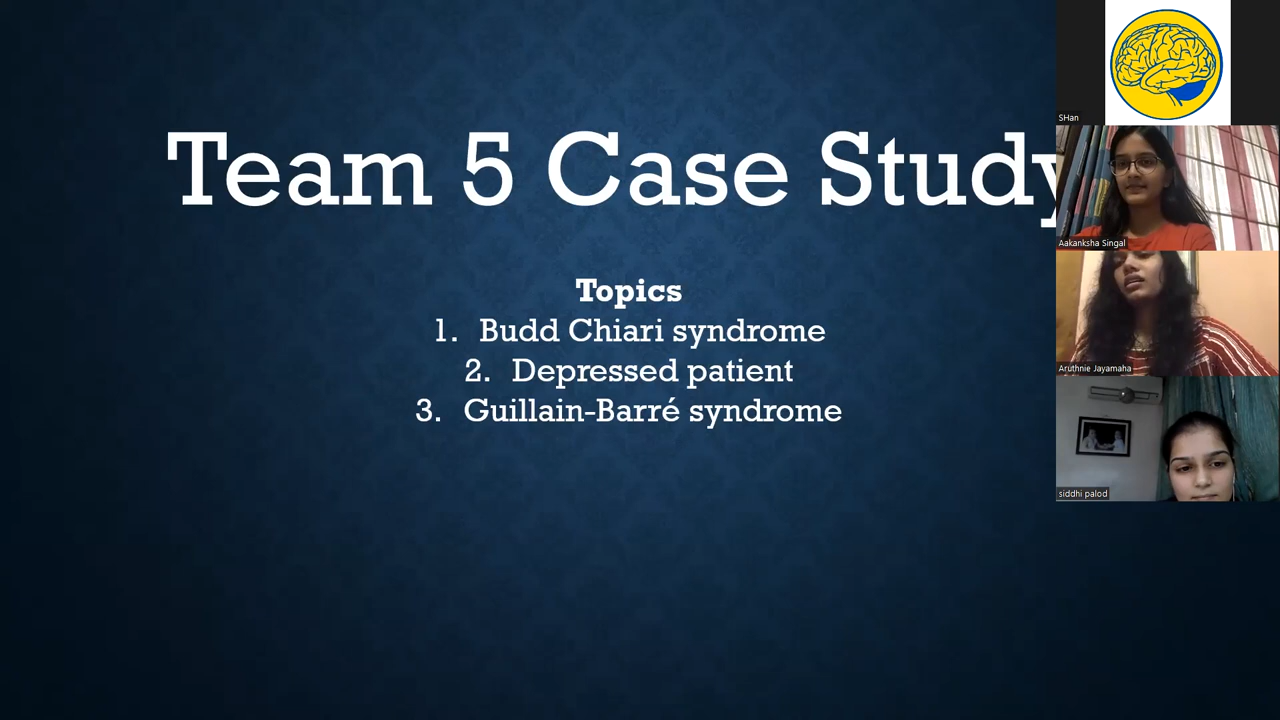 Team 5 Case Study
Topics
1. Budd Chiari syndrome
2. Depressed patient
3. Guillain-Barré syndrome
SHan
Aakanksha Singal
Aruthnie Jayamaha
siddhi palod